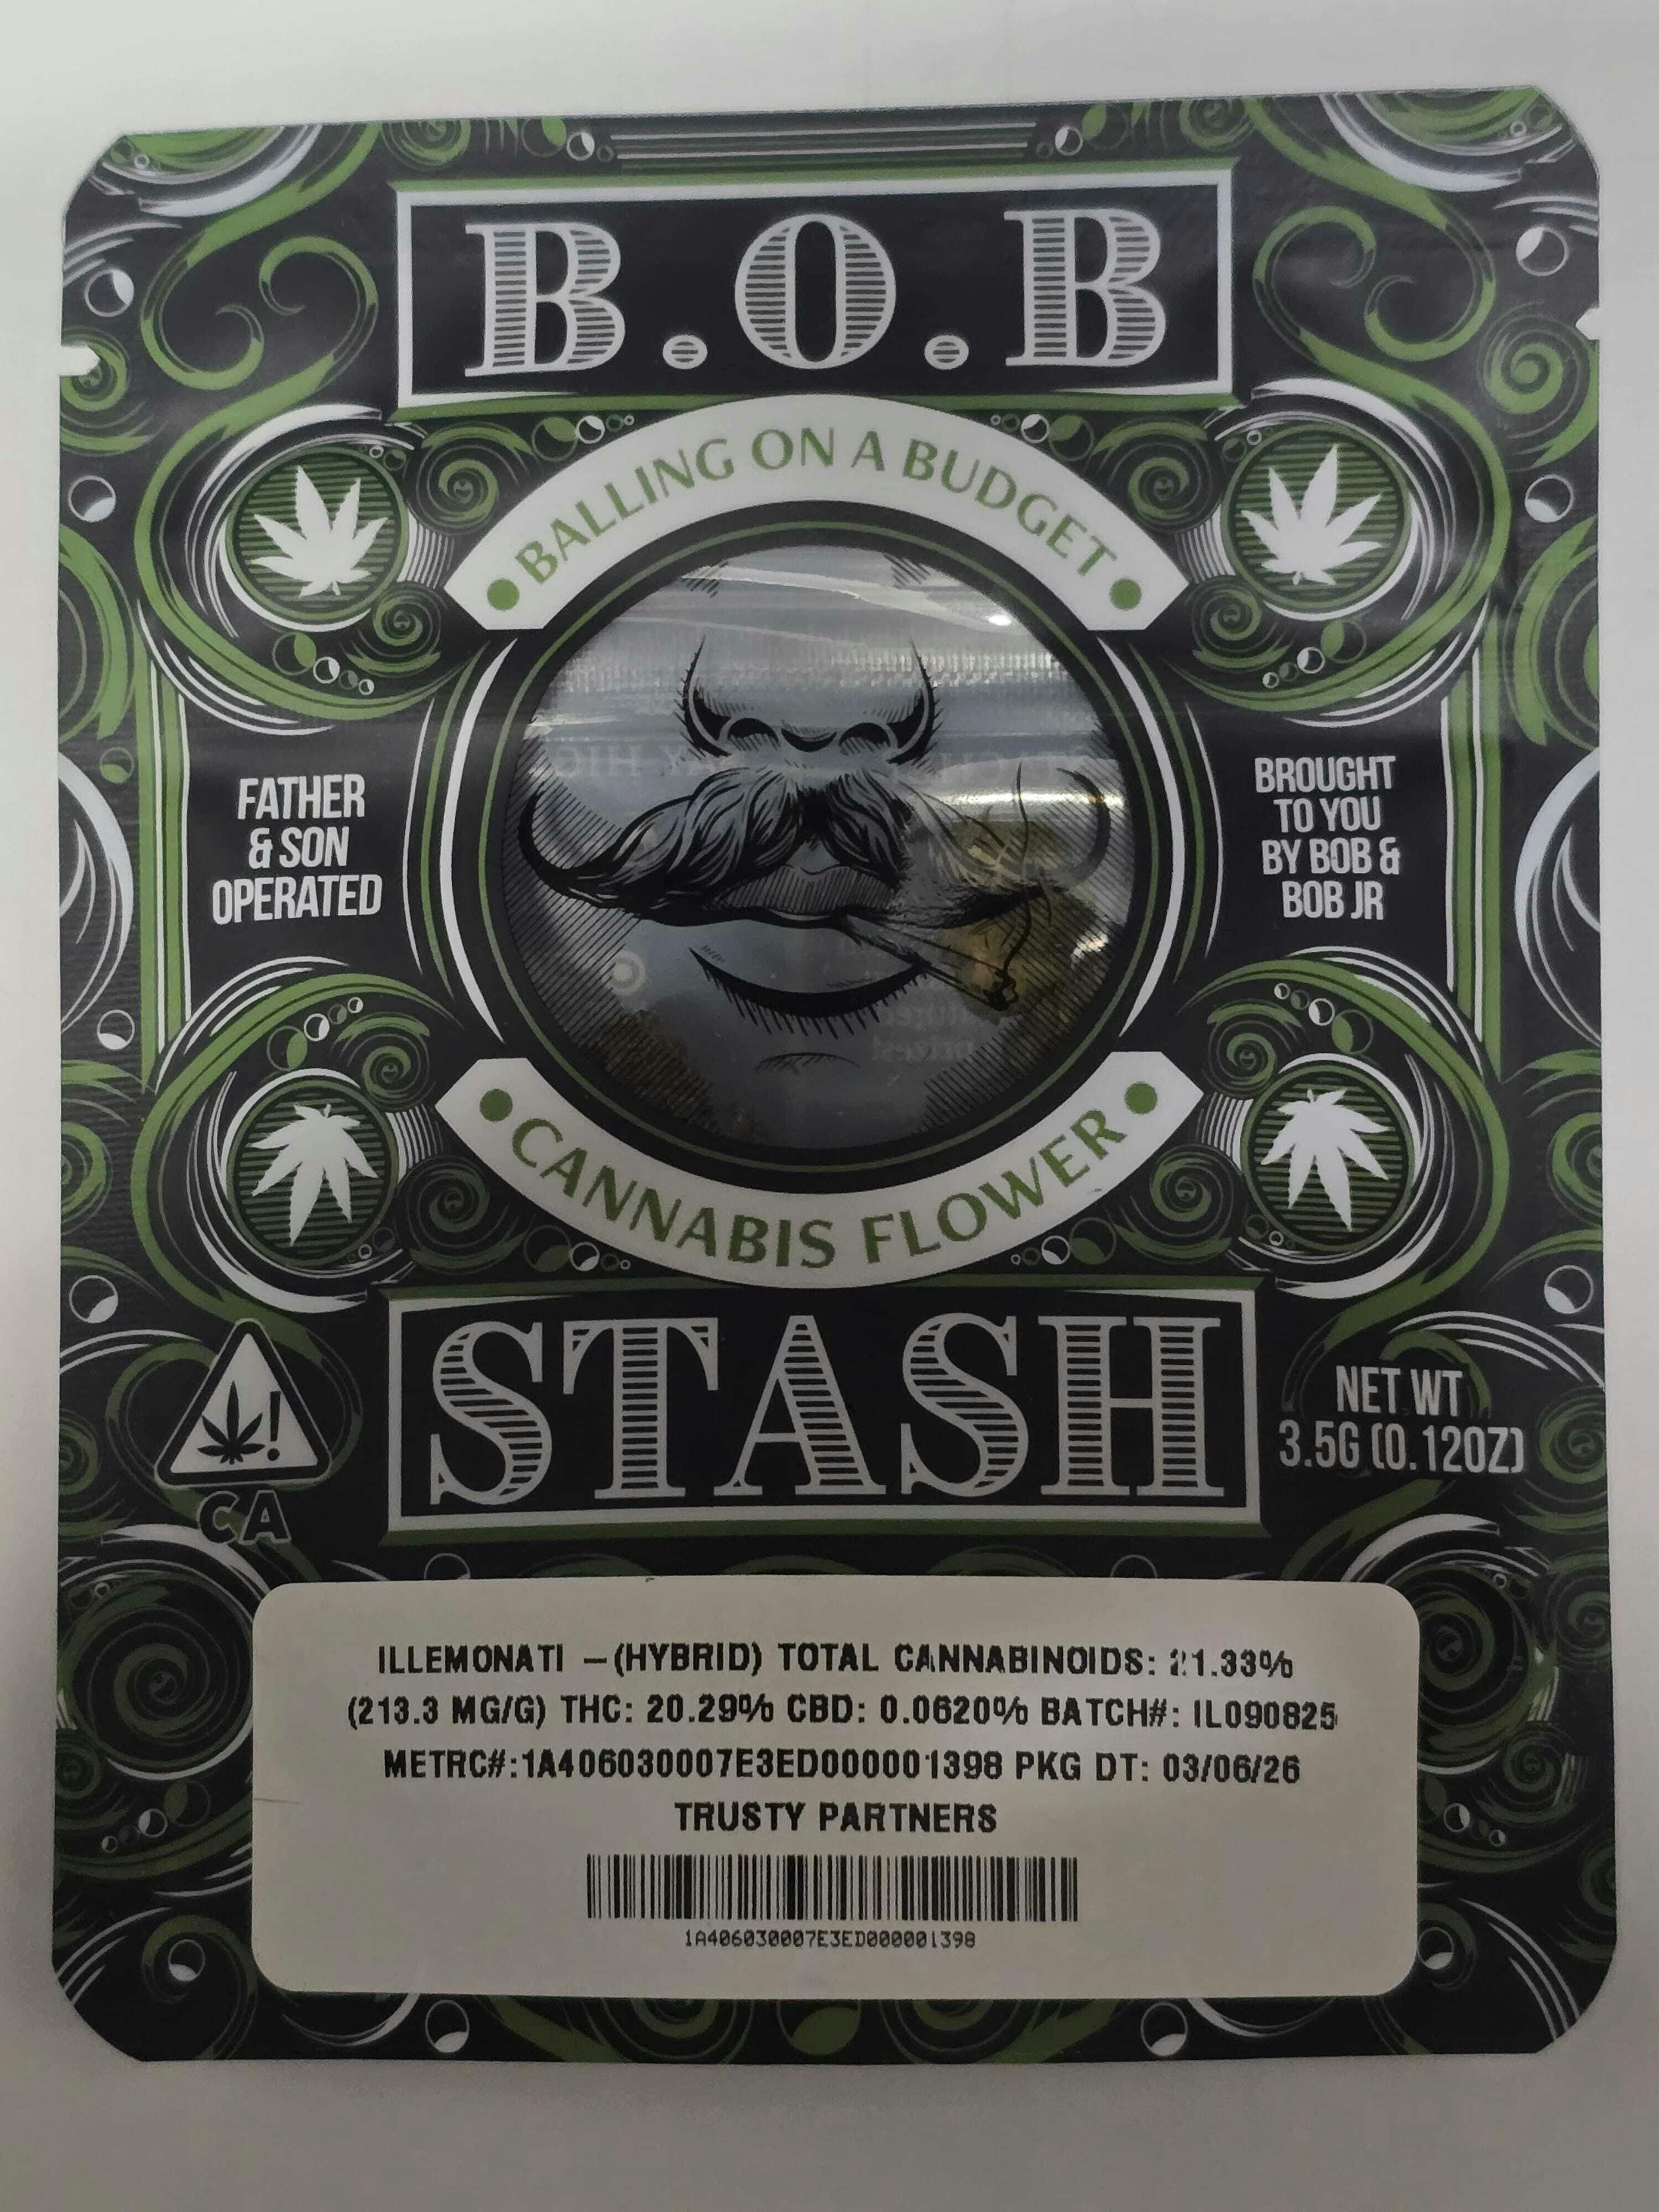 B.O.B
BALLING ON A BUDGET
FATHER
& SON
OPERATED
BROUGHT
TO YOU
BY BOB &
BOB JR
CANNABIS FLOWER
STASH
CA
NET WT
3.5G (0.12OZ)
ILLEMONATI –(HYBRID) TOTAL CANNABINOIDS: 21.33%
(213.3 MG/G) THC: 20.29% CBD: 0.0620% BATCH#: IL090825
METRC#:1A406030007E3ED000001398 PKG DT: 03/06/26
TRUSTY PARTNERS
1A406030007E3ED000001398